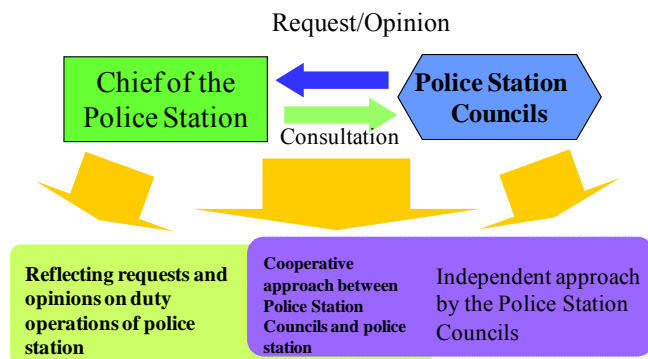 Request/Opinion
Chief of the
Police Station
Police Station
Councils
Consultation
Reflecting requests and
opinions on duty
operations of police
station
Cooperative
approach between
Police Station
Councils and police
station
Independent approach
by the Police Station
Councils